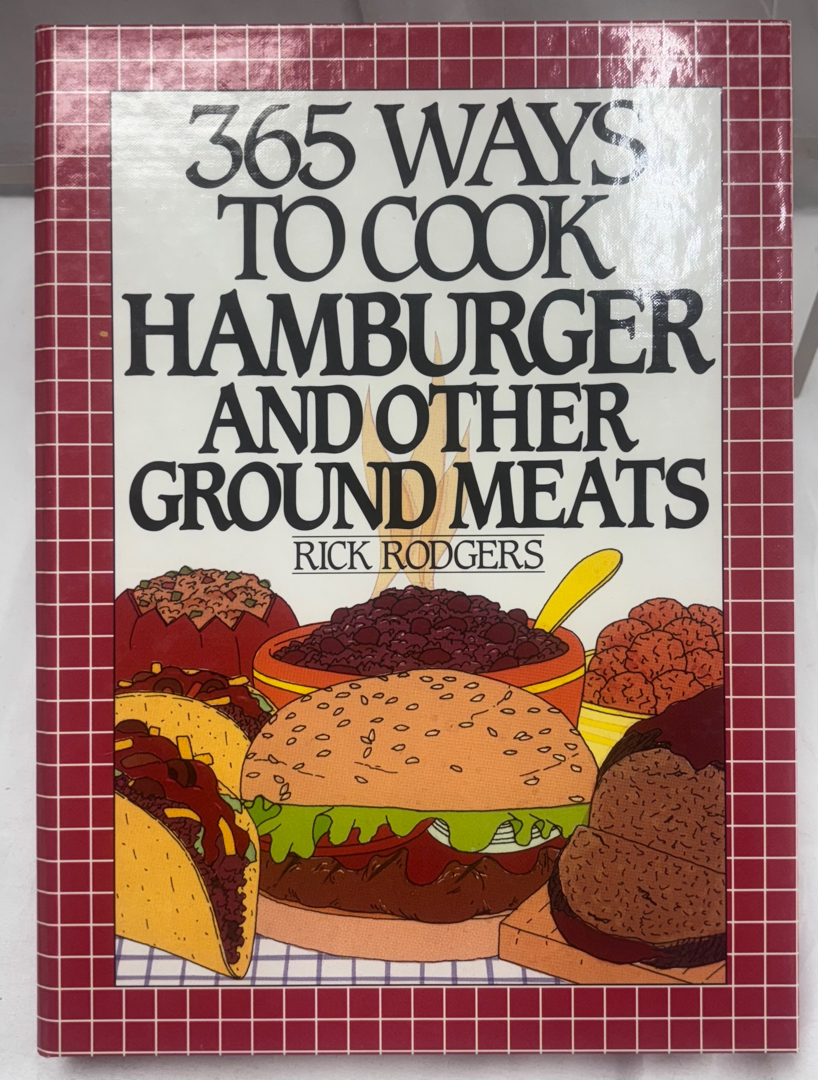 365 WAYS
TO COOK
HAMBURGER
AND OTHER
GROUND MEATS
RICK RODGERS